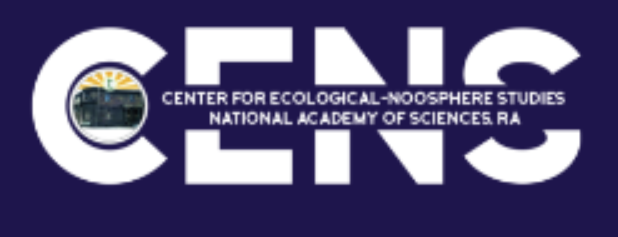 CENS
CENTER FOR ECOLOGICAL-NOOSPHERE STUDIES
NATIONAL ACADEMY OF SCIENCES, RA